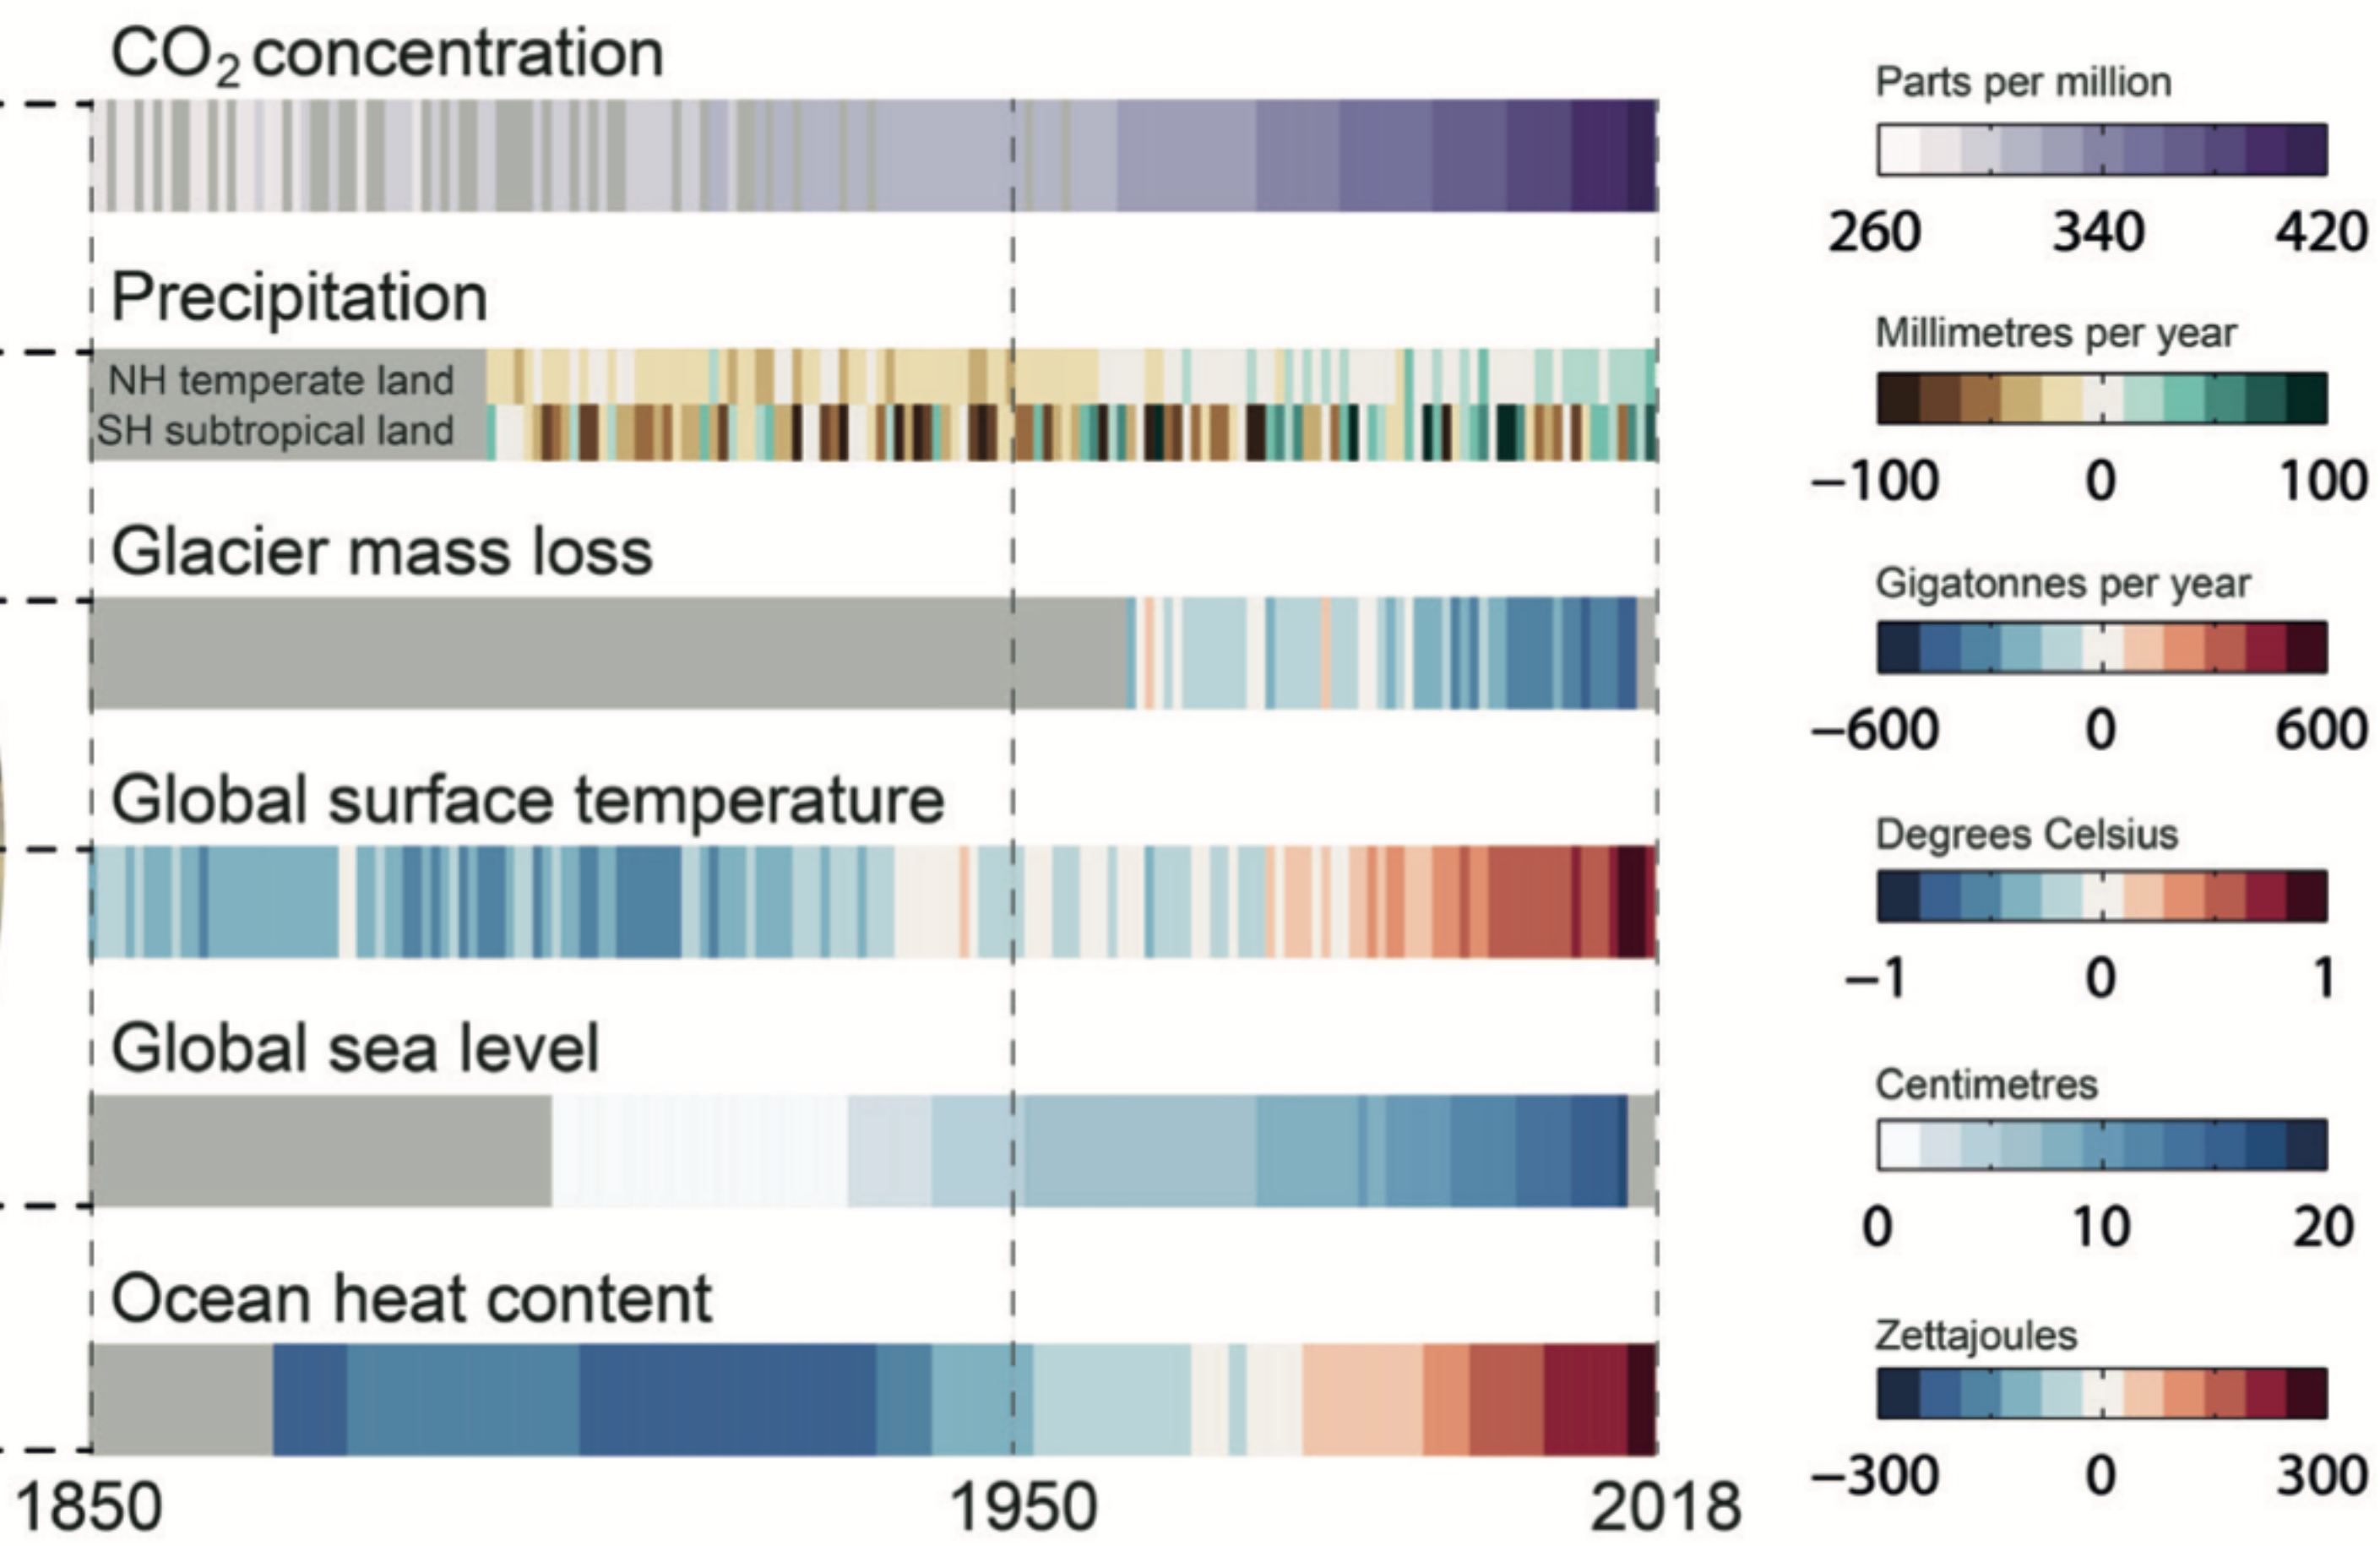 CO₂ concentration
Parts per million
260 340 420
Precipitation
NH temperate land
SH subtropical land
Millimetres per year
−100 0 100
Glacier mass loss
Gigatonnes per year
−600 0 600
Global surface temperature
Degrees Celsius
−1 0 1
Global sea level
Centimetres
0 10 20
Ocean heat content
Zettajoules
−300 0 300
1850 1950 2018